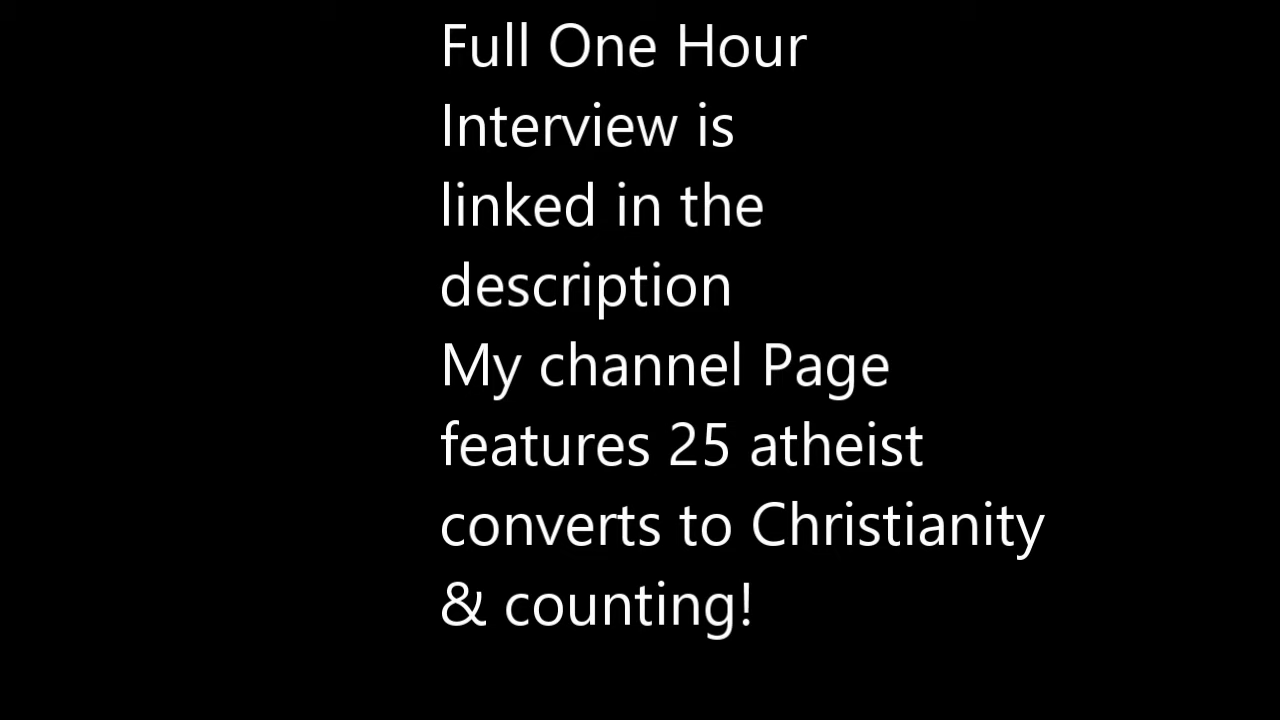 Full One Hour
Interview is
linked in the
description
My channel Page
features 25 atheist
converts to Christianity
& counting!